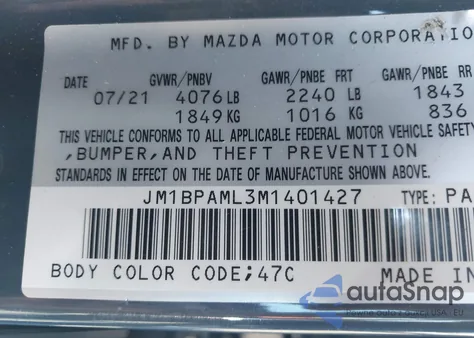 MFD. BY MAZDA MOTOR CORPORATIO
GVWR/PNBV GAWR/PNBE FRT GAWR/PNBE RR
07/21 4076 LB 2240 LB 1843
1849 KG 1016 KG 836
THIS VEHICLE CONFORMS TO ALL APPLICABLE FEDERAL MOTOR VEHICLE SAFETY
,BUMPER,AND THEFT PREVENTION
STANDARDS IN EFFECT ON THE DATE OF MANUFACTURE SHOWN ABOVE.
JM1BPAML3M1401427 TYPE: PA
BODY COLOR CODE;47C MADE IN
autoSnap